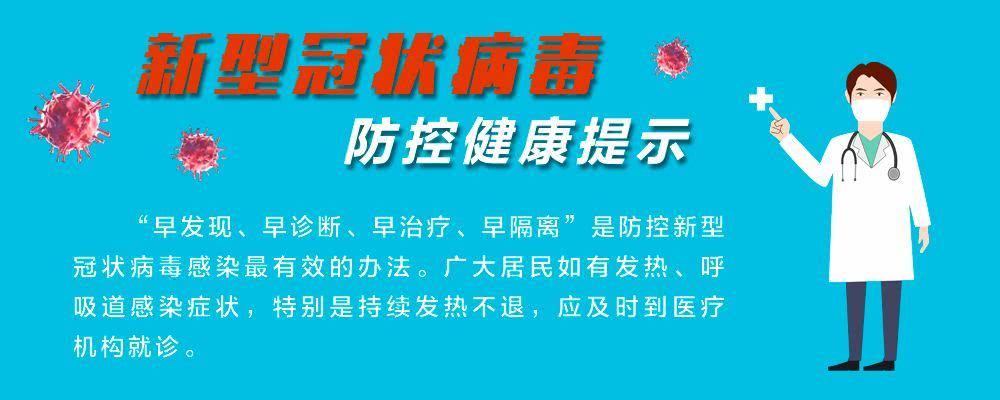 新型冠状病毒
防控健康提示
“早发现、早诊断、早治疗、早隔离”是防控新型
冠状病毒感染最有效的办法。广大居民如有发热、呼
吸道感染症状，特别是持续发热不退，应及时到医疗
机构就诊。